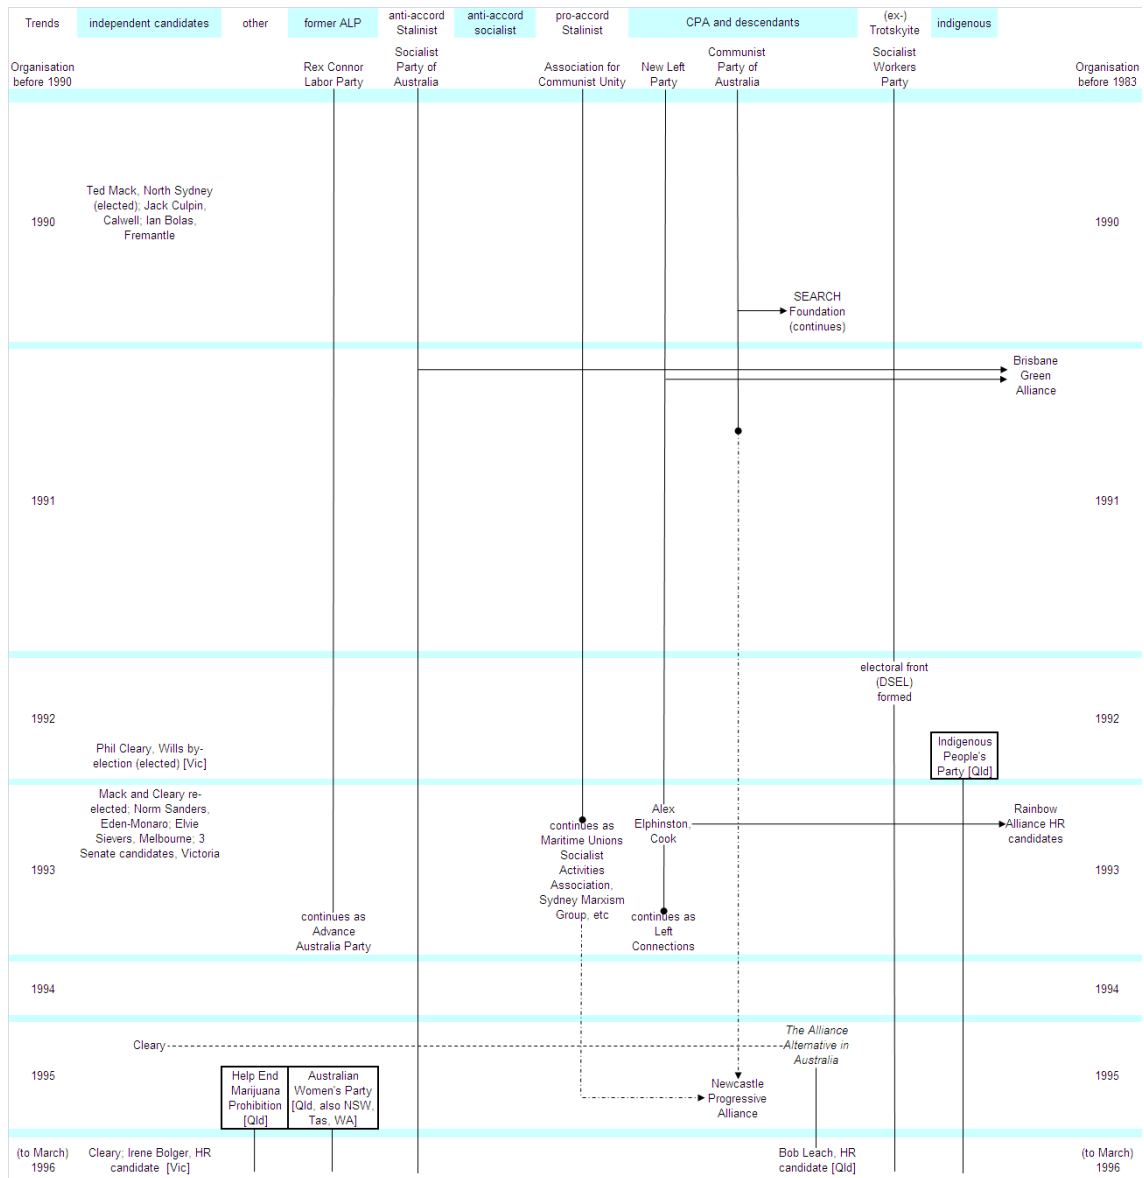 Trends
independent candidates
other
former ALP
anti-accord
Stalinist
anti-accord
socialist
pro-accord
Stalinist
CPA and descendants
(ex-)
Trotskyite
indigenous
Organisation
before 1990
Rex Connor
Labor Party
Socialist
Party of
Australia
Association for
Communist Unity
New Left
Party
Communist
Party of
Australia
Socialist
Workers
Party
Organisation
before 1983
1990
Ted Mack, North Sydney
(elected); Jack Culpin,
Calwell; Ian Bolas,
Fremantle
1990
SEARCH
Foundation
(continues)
Brisbane
Green
Alliance
1991
1991
electoral front
(DSEL)
formed
1992
1992
Phil Cleary, Wills by-
election (elected) [Vic]
Indigenous
People's
Party [Qld]
Mack and Cleary re-
elected; Norm Sanders,
Eden-Monaro; Elvie
Sievers, Melbourne; 3
Senate candidates, Victoria
continues as
Maritime Unions
Socialist
Activities
Association,
Sydney Marxism
Group, etc
Alex
Elphinston,
Cook
Rainbow
Alliance HR
candidates
1993
1993
continues as
Advance
Australia Party
continues as
Left
Connections
1994
1994
Cleary
The Alliance
Alternative in
Australia
1995
Help End
Marijuana
Prohibition
[Qld]
Australian
Women's Party
[Qld, also NSW,
Tas, WA]
Newcastle
Progressive
Alliance
1995
(to March)
1996
Cleary; Irene Bolger, HR
candidate [Vic]
Bob Leach, HR
candidate [Qld]
(to March)
1996